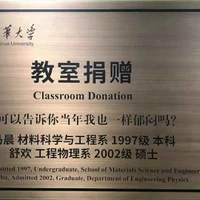 華大学
University
教室捐赠
Classroom Donation
可以告诉你当年我也一样郁闷吗?
晨 材料科学与工程系 1997级 本科
舒欢 工程物理系 2002级 硕士
Admitted 1997, Undergraduate, School of Materials Science and Engineering
Admitted 2002, Graduate, Department of Engineering Physics